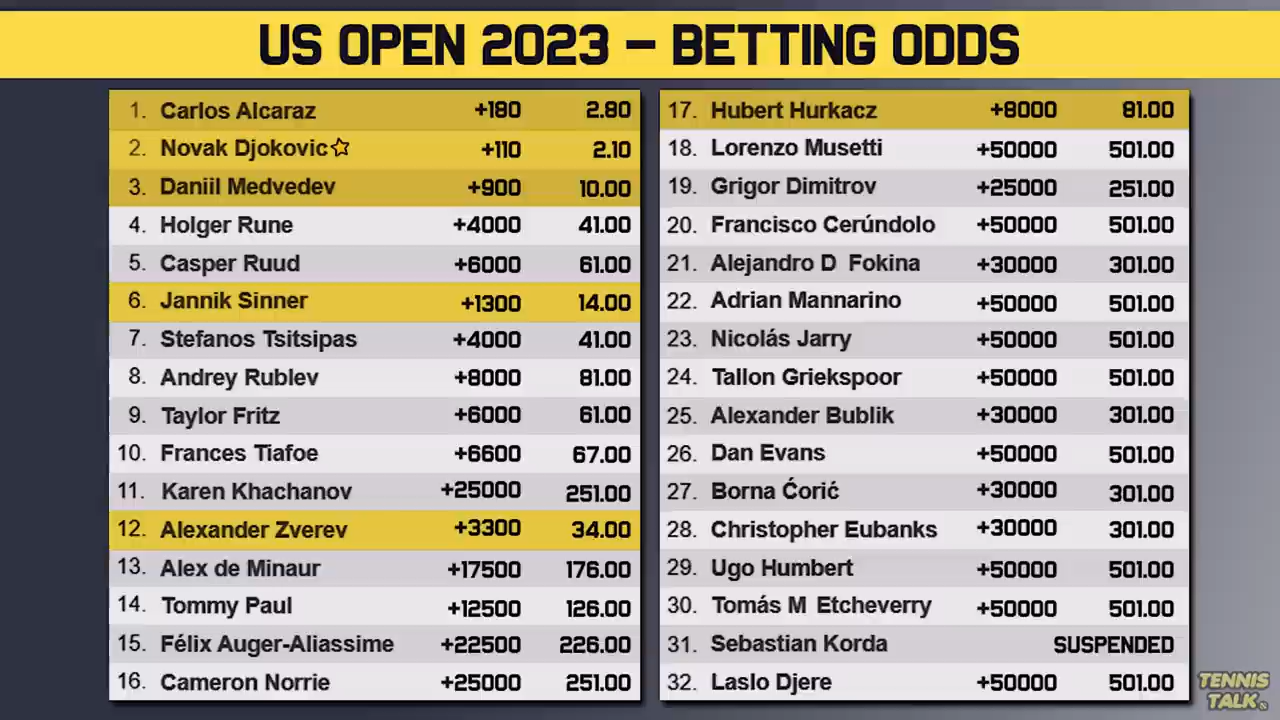 US OPEN 2023 – BETTING ODDS
1. Carlos Alcaraz +180 2.80
2. Novak Djokovic☆ +110 2.10
3. Daniil Medvedev +900 10.00
4. Holger Rune +4000 41.00
5. Casper Ruud +6000 61.00
6. Jannik Sinner +1300 14.00
7. Stefanos Tsitsipas +4000 41.00
8. Andrey Rublev +8000 81.00
9. Taylor Fritz +6000 61.00
10. Frances Tiafoe +6600 67.00
11. Karen Khachanov +25000 251.00
12. Alexander Zverev +3300 34.00
13. Alex de Minaur +17500 176.00
14. Tommy Paul +12500 126.00
15. Félix Auger-Aliassime +22500 226.00
16. Cameron Norrie +25000 251.00
17. Hubert Hurkacz +8000 81.00
18. Lorenzo Musetti +50000 501.00
19. Grigor Dimitrov +25000 251.00
20. Francisco Cerúndolo +50000 501.00
21. Alejandro D Fokina +30000 301.00
22. Adrian Mannarino +50000 501.00
23. Nicolás Jarry +50000 501.00
24. Tallon Griekspoor +50000 501.00
25. Alexander Bublik +30000 301.00
26. Dan Evans +50000 501.00
27. Borna Ćorić +30000 301.00
28. Christopher Eubanks +30000 301.00
29. Ugo Humbert +50000 501.00
30. Tomás M Etcheverry +50000 501.00
31. Sebastian Korda SUSPENDED
32. Laslo Djere +50000 501.00
TENNIS
TALK